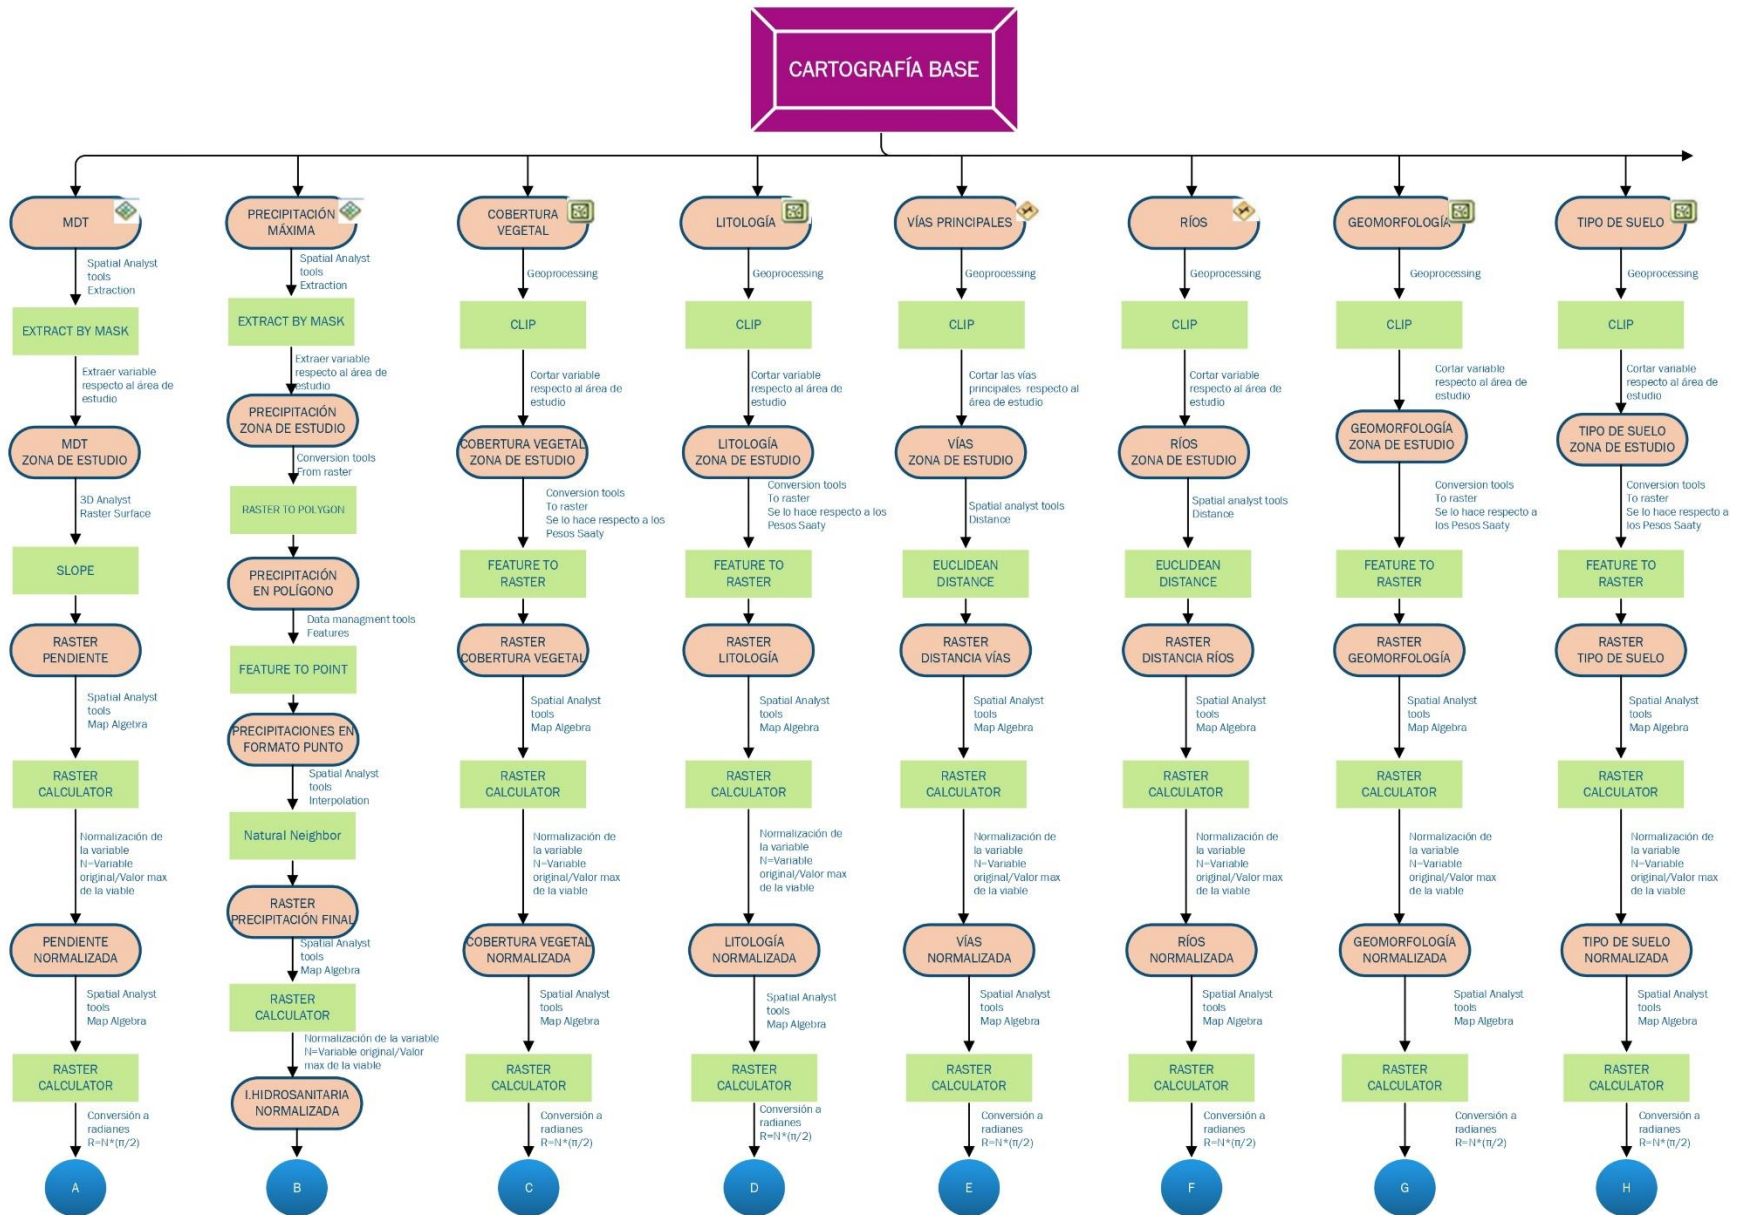 CARTOGRAFÍA BASE
MDT
Spatial Analyst
tools
Extraction
EXTRACT BY MASK
Extraer variable
respecto al área de
estudio
MDT
ZONA DE ESTUDIO
3D Analyst
Raster Surface
SLOPE
RASTER
PENDIENTE
Spatial Analyst
tools
Map Algebra
RASTER
CALCULATOR
Normalización de
la variable
N=Variable
original/Valor max
de la viable
PENDIENTE
NORMALIZADA
Spatial Analyst
tools
Map Algebra
RASTER
CALCULATOR
Conversión a
radianes
R=N*(π/2)
A
PRECIPITACIÓN
MÁXIMA
Spatial Analyst
tools
Extraction
EXTRACT BY MASK
Extraer variable
respecto al área de
estudio
PRECIPITACIÓN
ZONA DE ESTUDIO
Conversion tools
From raster
RASTER TO POLYGON
PRECIPITACIÓN
EN POLÍGONO
Data managment tools
Features
FEATURE TO POINT
PRECIPITACIONES EN
FORMATO PUNTO
Spatial Analyst
tools
Interpolation
Natural Neighbor
RASTER
PRECIPITACIÓN FINAL
Spatial Analyst
tools
Map Algebra
RASTER
CALCULATOR
Normalización de la variable
N=Variable original/Valor
max de la viable
I.HIDROSANITARIA
NORMALIZADA
B
COBERTURA
VEGETAL
Geoprocessing
CLIP
Cortar variable
respecto al área de
estudio
COBERTURA VEGETAL
ZONA DE ESTUDIO
Conversion tools
To raster
Se lo hace respecto a los
Pesos Saaty
FEATURE TO
RASTER
RASTER
COBERTURA VEGETAL
Spatial Analyst
tools
Map Algebra
RASTER
CALCULATOR
Normalización de
la variable
N=Variable
original/Valor max
de la viable
COBERTURA VEGETAL
NORMALIZADA
Spatial Analyst
tools
Map Algebra
RASTER
CALCULATOR
Conversión a
radianes
R=N*(π/2)
C
LITOLOGÍA
Geoprocessing
CLIP
Cortar variable
respecto al área de
estudio
LITOLOGÍA
ZONA DE ESTUDIO
Conversion tools
To raster
Se lo hace respecto a los
Pesos Saaty
FEATURE TO
RASTER
RASTER
LITOLOGÍA
Spatial Analyst
tools
Map Algebra
RASTER
CALCULATOR
Normalización de
la variable
N=Variable
original/Valor max
de la viable
LITOLOGÍA
NORMALIZADA
Spatial Analyst
tools
Map Algebra
RASTER
CALCULATOR
Conversión a
radianes
R=N*(π/2)
D
VÍAS PRINCIPALES
Geoprocessing
CLIP
Cortar las vías
principales respecto al
área de estudio
VÍAS
ZONA DE ESTUDIO
Spatial analyst tools
Distance
EUCLIDEAN
DISTANCE
RASTER
DISTANCIA VÍAS
Spatial Analyst
tools
Map Algebra
RASTER
CALCULATOR
Normalización de
la variable
N=Variable
original/Valor max
de la viable
VÍAS
NORMALIZADA
Spatial Analyst
tools
Map Algebra
RASTER
CALCULATOR
Conversión a
radianes
R=N*(π/2)
E
RÍOS
Geoprocessing
CLIP
Cortar variable
respecto al área de
estudio
RÍOS
ZONA DE ESTUDIO
Spatial analyst tools
Distance
EUCLIDEAN
DISTANCE
RASTER
DISTANCIA RÍOS
Spatial Analyst
tools
Map Algebra
RASTER
CALCULATOR
Normalización de
la variable
N=Variable
original/Valor max
de la viable
RÍOS
NORMALIZADA
Spatial Analyst
tools
Map Algebra
RASTER
CALCULATOR
Conversión a
radianes
R=N*(π/2)
F
GEOMORFOLOGÍA
Geoprocessing
CLIP
Cortar variable
respecto al área de
estudio
GEOMORFOLOGÍA
ZONA DE ESTUDIO
Conversion tools
To raster
Se lo hace respecto a
los Pesos Saaty
FEATURE TO
RASTER
RASTER
GEOMORFOLOGÍA
Spatial Analyst
tools
Map Algebra
RASTER
CALCULATOR
Normalización de
la variable
N=Variable
original/Valor max
de la viable
GEOMORFOLOGÍA
NORMALIZADA
Spatial Analyst
tools
Map Algebra
RASTER
CALCULATOR
Conversión a
radianes
R=N*(π/2)
G
TIPO DE SUELO
Geoprocessing
CLIP
Cortar variable
respecto al área de
estudio
TIPO DE SUELO
ZONA DE ESTUDIO
Conversion tools
To raster
Se lo hace respecto a
los Pesos Saaty
FEATURE TO
RASTER
RASTER
TIPO DE SUELO
Spatial Analyst
tools
Map Algebra
RASTER
CALCULATOR
Normalización de
la variable
N=Variable
original/Valor max
de la viable
TIPO DE SUELO
NORMALIZADA
Spatial Analyst
tools
Map Algebra
RASTER
CALCULATOR
Conversión a
radianes
R=N*(π/2)
H